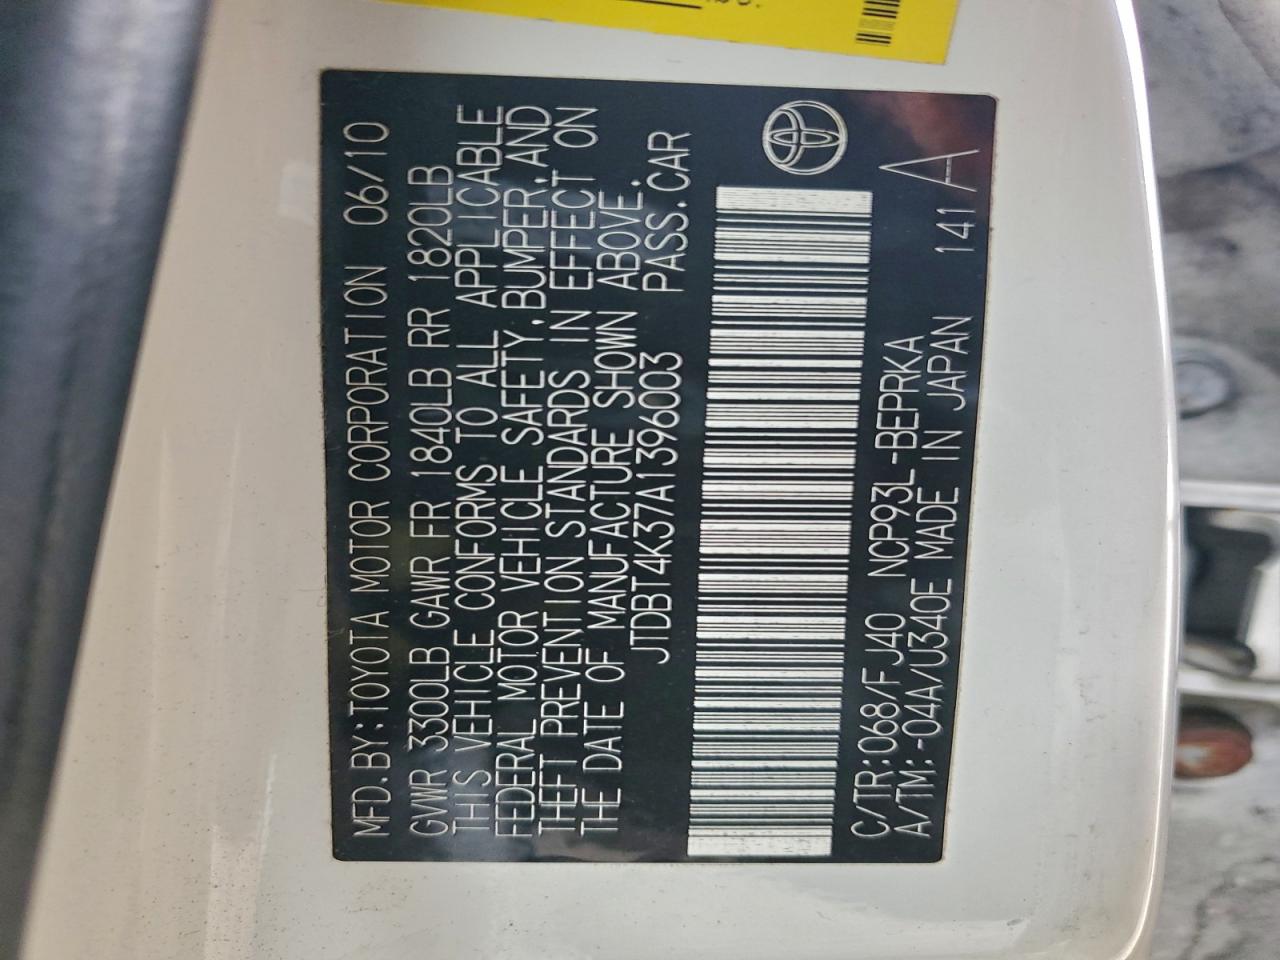 MFD.BY:TOYOTA MOTOR CORPORATION 06/10
GVWR 3300LB GAWR FR 1840LB RR 1820LB
THIS VEHICLE CONFORMS TO ALL APPLICABLE
FEDERAL MOTOR VEHICLE SAFETY,BUMPER,AND
THEFT PREVENTION STANDARDS IN EFFECT ON
THE DATE OF MANUFACTURE SHOWN ABOVE.
JTDBT4K37A1396003 PASS.CAR
C/TR:068/FJ40 NCP93L-BEPRKA
A/TM:-04A/U340E MADE IN JAPAN 141 A